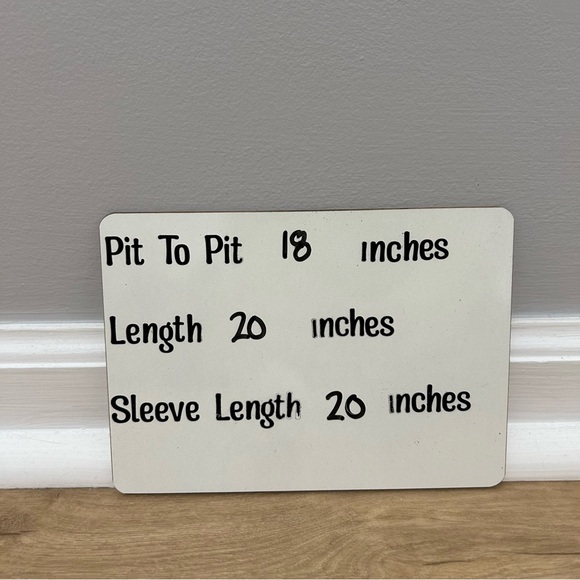 Pit To Pit 18 inches
Length 20 inches
Sleeve Length 20 inches